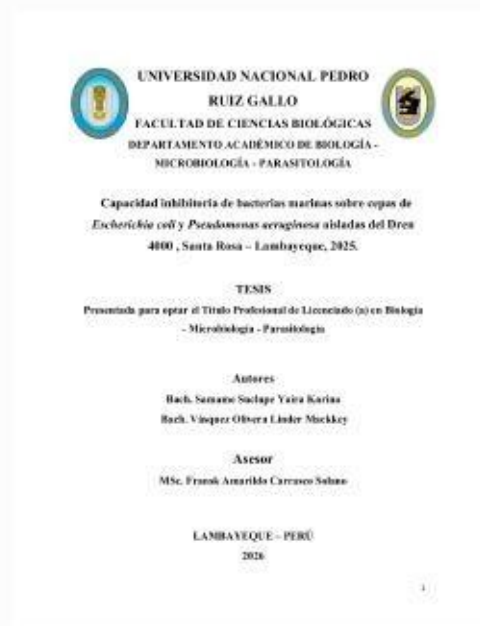 UNIVERSIDAD NACIONAL PEDRO
RUIZ GALLO
FACULTAD DE CIENCIAS BIOLÓGICAS
DEPARTAMENTO ACADÉMICO DE BIOLOGÍA -
MICROBIOLOGÍA - PARASITOLOGÍA
Capacidad inhibitoria de bacterias marinas sobre cepas de
Escherichia coli y Pseudomonas aeruginosa aisladas del Dren
4000 , Santa Rosa – Lambayeque, 2025.
TESIS
Presentada para optar el Título Profesional de Licenciado (a) en Biología
- Microbiología - Parasitología
Autores
Bach. Samame Suclupe Yaira Karina
Bach. Vásquez Olivera Linder Mackkey
Asesor
MSc. Fransk Amarildo Carrasco Solano
LAMBAYEQUE – PERÚ
2026
1